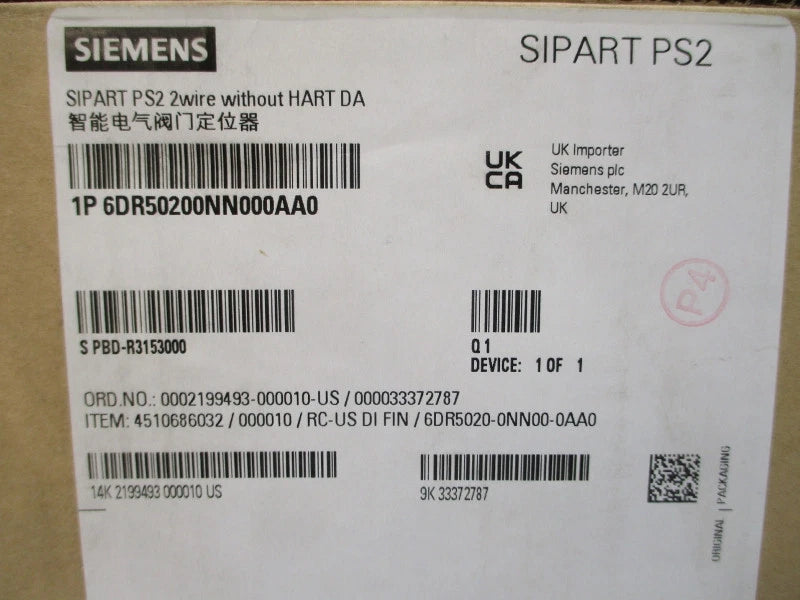 SIEMENS
SIPART PS2
SIPART PS2 2wire without HART DA
智能电气阀门定位器
1P 6DR50200NN000AA0
UK
CA
UK Importer
Siemens plc
Manchester, M20 2UR,
UK
P4
S PBD-R3153000
Q 1
DEVICE: 1 OF 1
ORD.NO.: 0002199493-000010-US / 000033372787
ITEM: 4510686032 / 000010 / RC-US DI FIN / 6DR5020-0NN00-0AA0
14K 2199493 000010 US
9K 33372787
ORIGINAL | PACKAGING